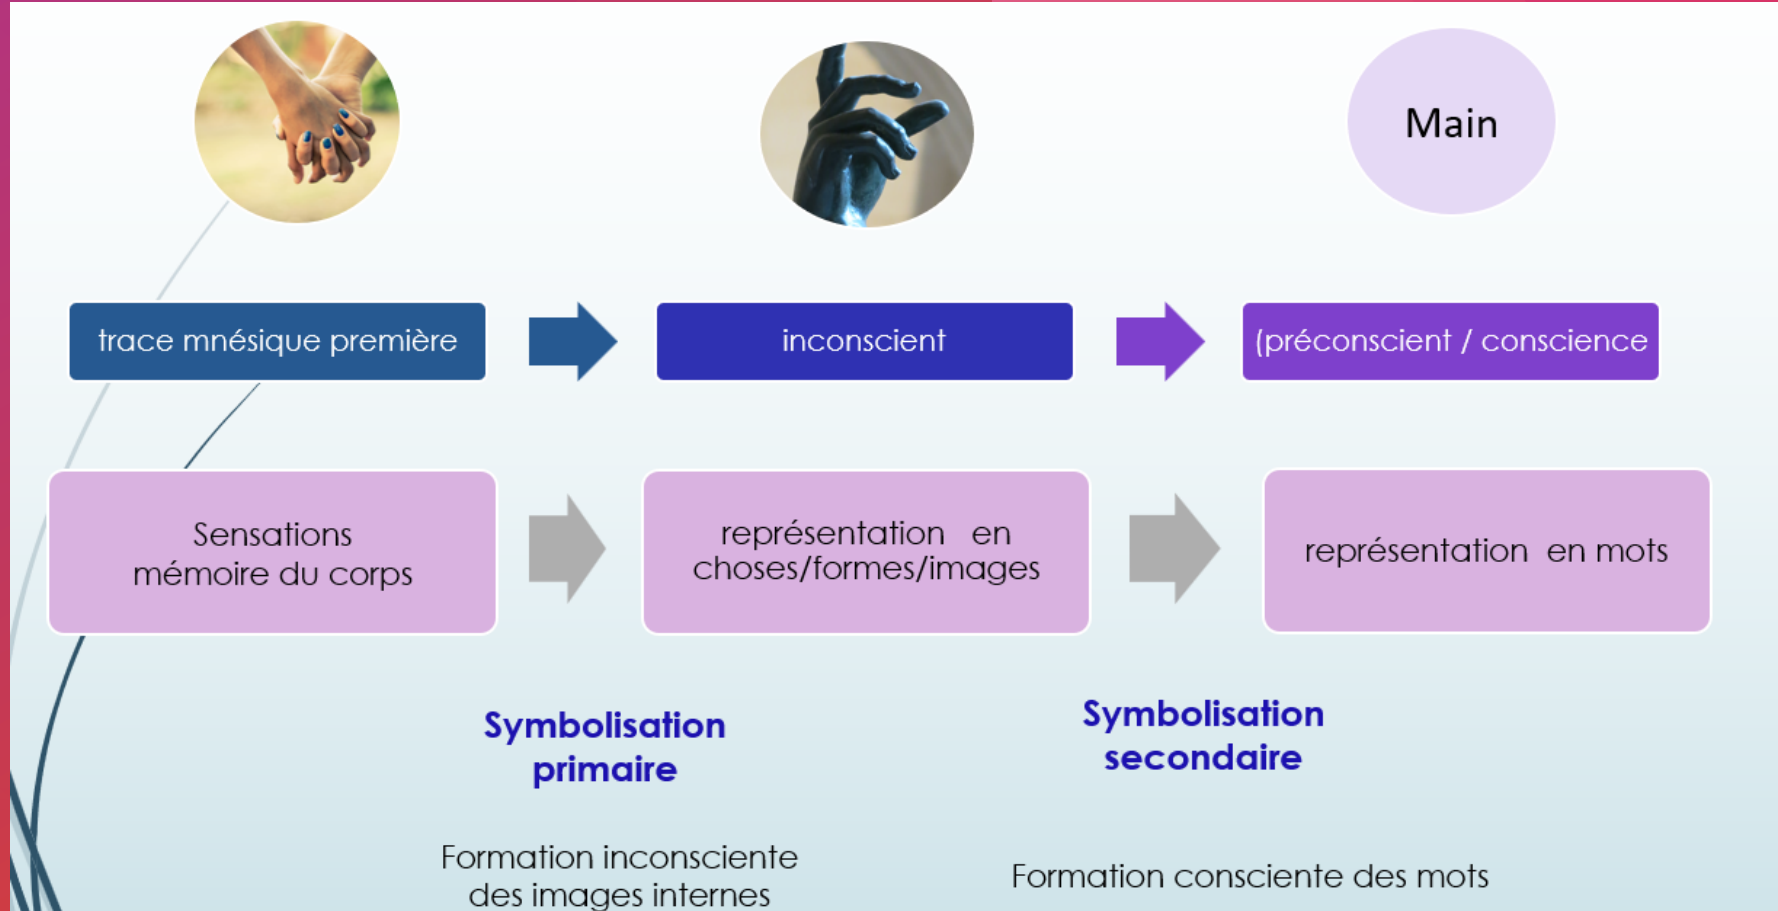 Main
trace mnésique première
inconscient
(préconscient / conscience
Sensations
mémoire du corps
représentation en
choses/formes/images
représentation en mots
Symbolisation
primaire
Symbolisation
secondaire
Formation inconsciente
des images internes
Formation consciente des mots